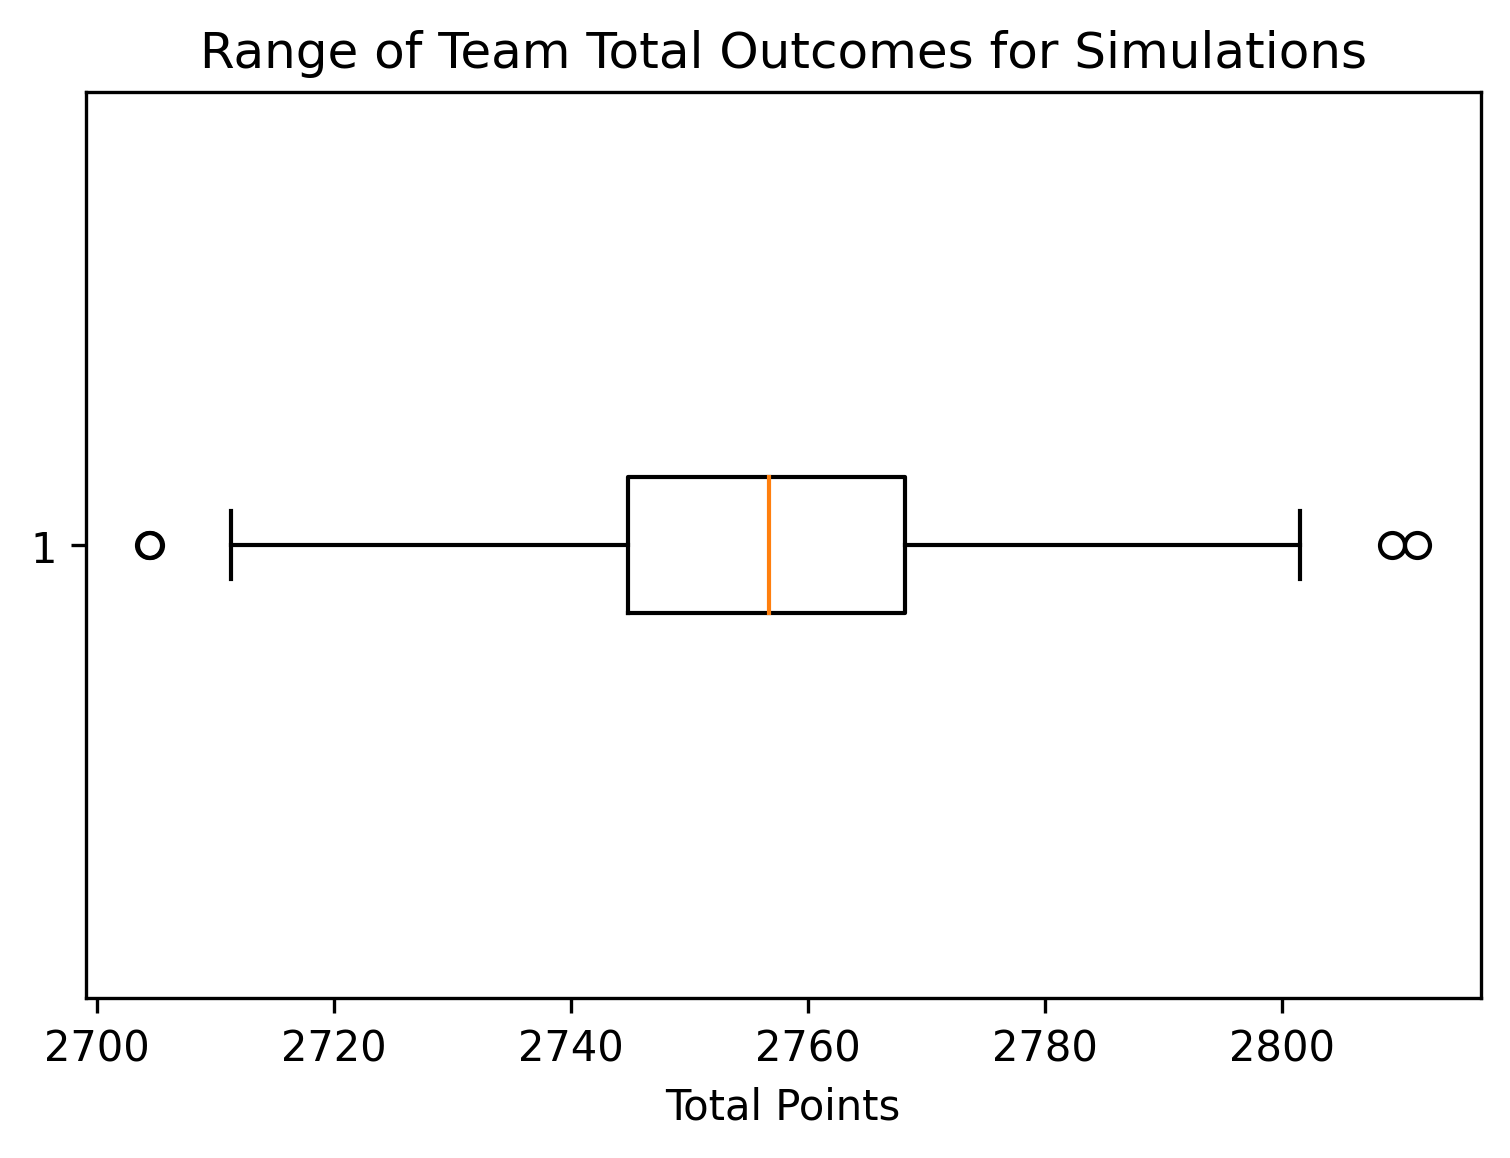 Range of Team Total Outcomes for Simulations
1
2700 2720 2740 2760 2780 2800
Total Points